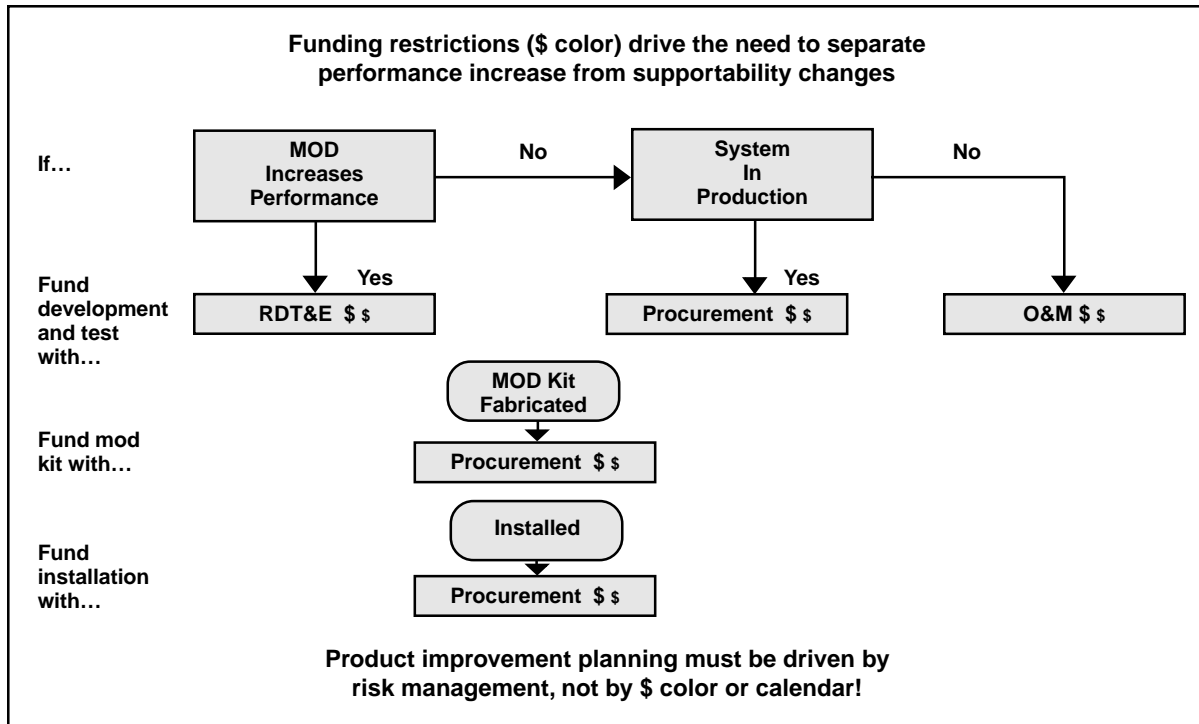 Funding restrictions ($ color) drive the need to separate
performance increase from supportability changes
If…
MOD
Increases
Performance
No
System
In
Production
No
Yes
Yes
Fund
development
and test
with…
RDT&E $ $
Procurement $ $
O&M $ $
MOD Kit
Fabricated
Fund mod
kit with…
Procurement $ $
Installed
Fund
installation
with…
Procurement $ $
Product improvement planning must be driven by
risk management, not by $ color or calendar!